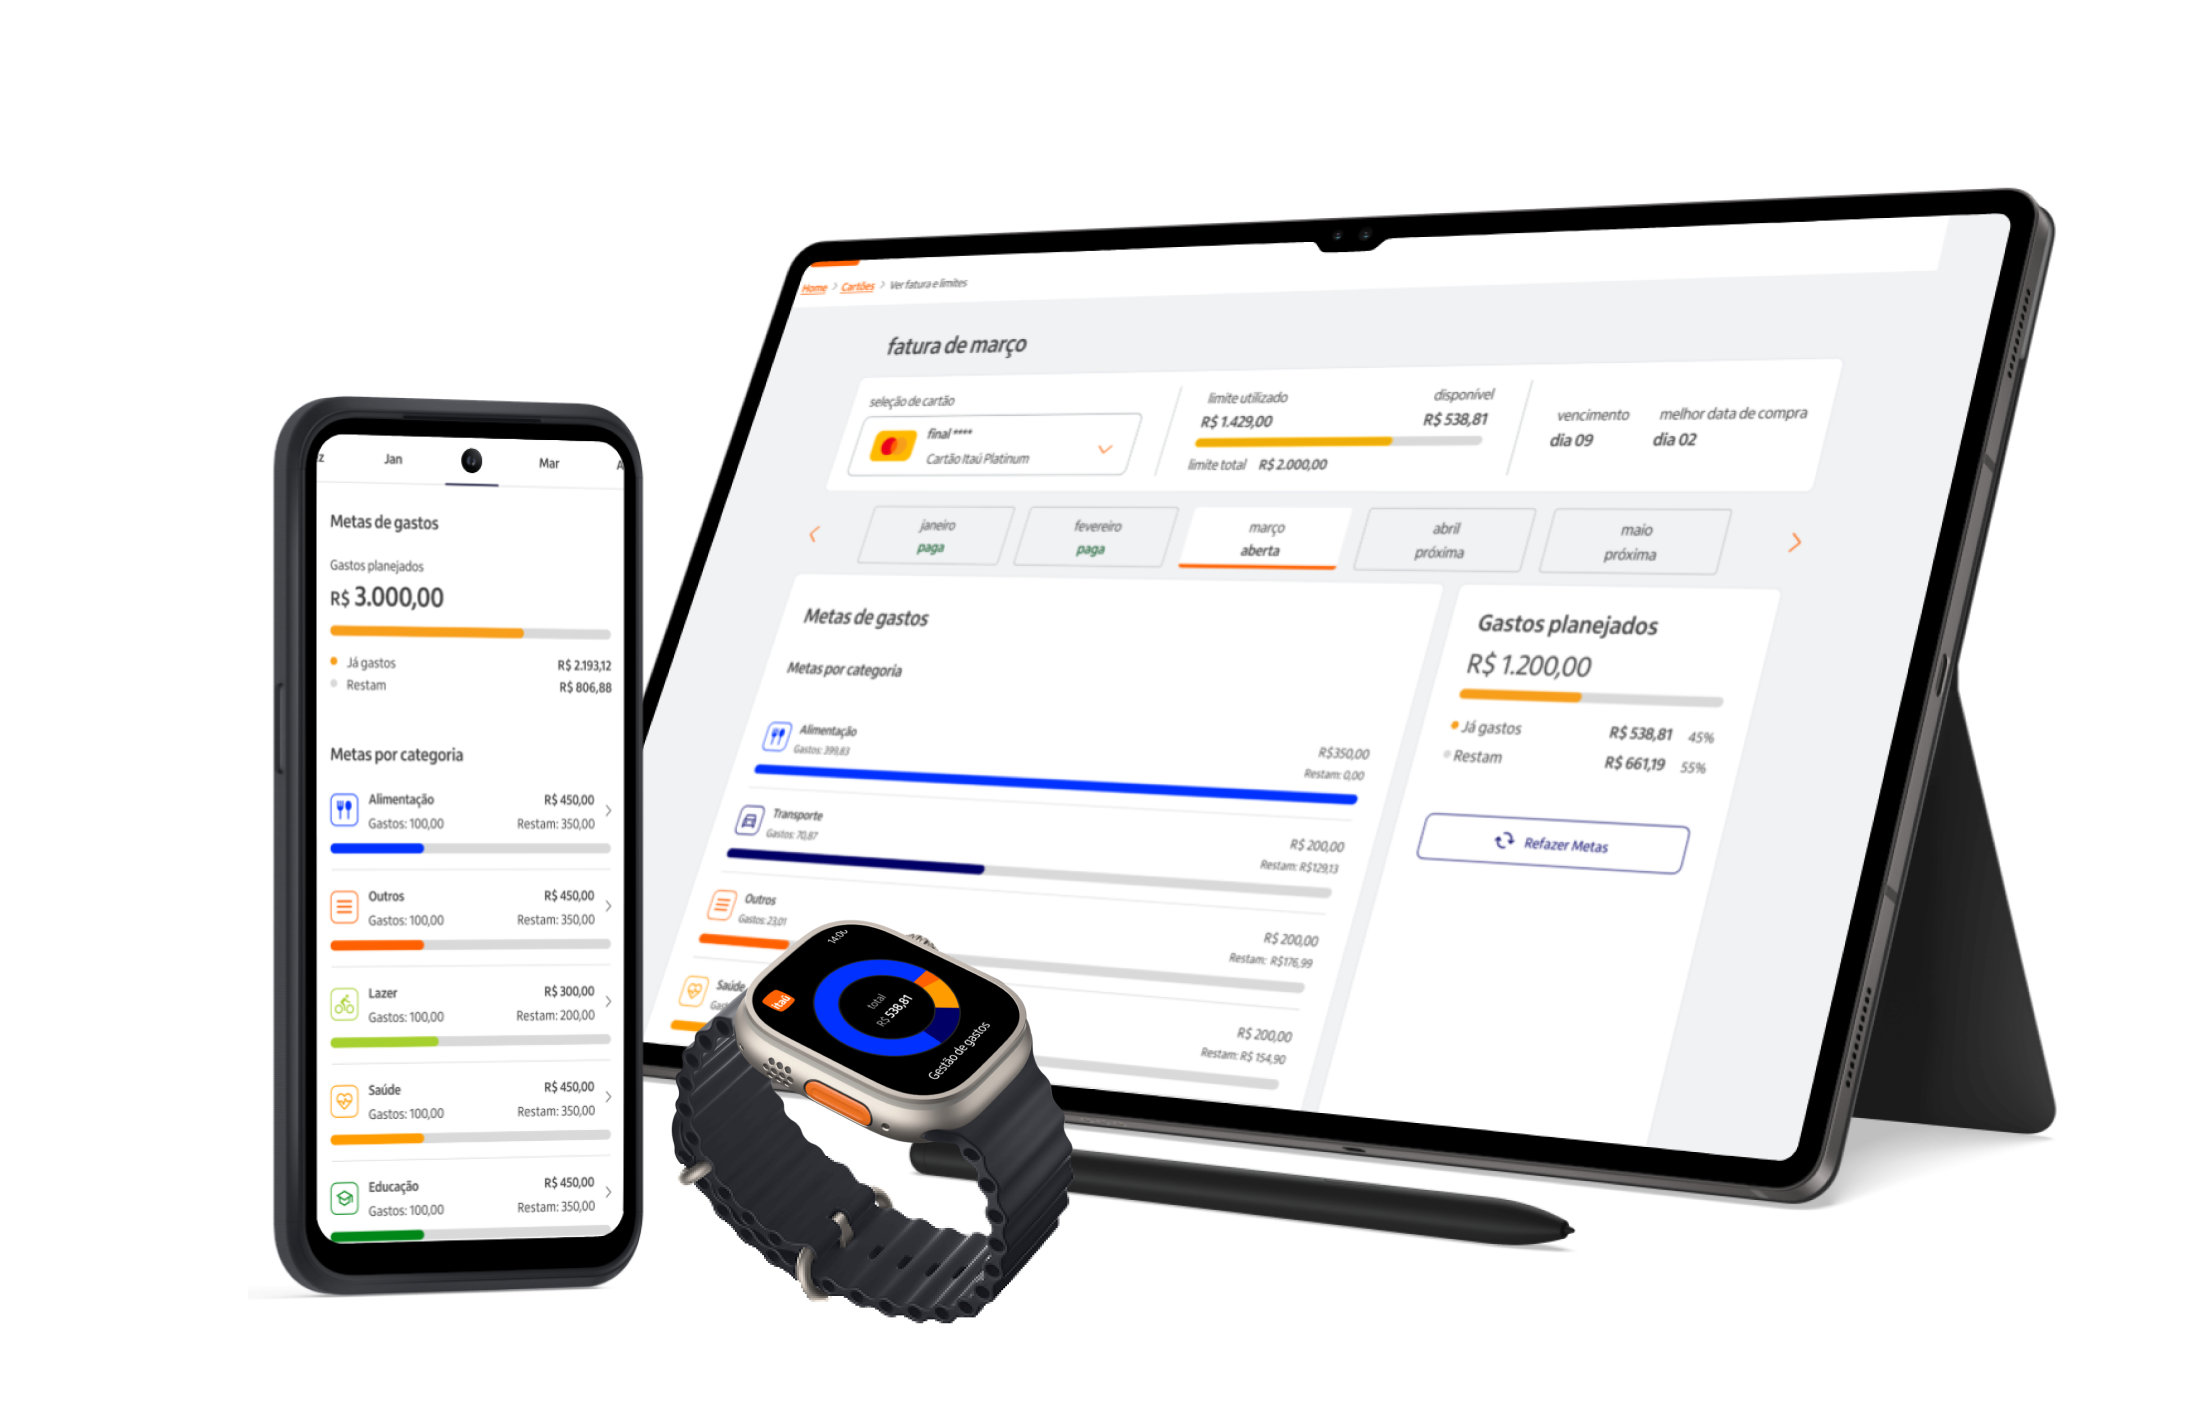 z Jan Mar A
Metas de gastos
Gastos planejados
R$ 3.000,00
Já gastos R$ 2.193,12
Restam R$ 806,88
Metas por categoria
Alimentação R$ 450,00
Gastos: 100,00 Restam: 350,00
Outros R$ 450,00
Gastos: 100,00 Restam: 350,00
Lazer R$ 300,00
Gastos: 100,00 Restam: 200,00
Saúde R$ 450,00
Gastos: 100,00 Restam: 350,00
Educação R$ 450,00
Gastos: 100,00 Restam: 350,00
Home > Cartões > Ver fatura e limites
fatura de março
seleção de cartão
final ****
Cartão Itaú Platinum
limite utilizado disponível
R$ 1.429,00 R$ 538,81
limite total R$ 2.000,00
vencimento melhor data de compra
dia 09 dia 02
janeiro fevereiro março abril maio
paga paga aberta próxima próxima
Metas de gastos
Metas por categoria
Alimentação R$350,00
Gastos: 399,83 Restam: 0,00
Transporte R$ 200,00
Gastos: 70,87 Restam: R$129,13
Outros R$ 200,00
Gastos: 23,01 Restam: R$176,99
Saúde R$ 200,00
Restam: R$ 154,90
Gastos planejados
R$ 1.200,00
Já gastos R$ 538,81 45%
Restam R$ 661,19 55%
Refazer Metas
itaú
total
R$ 538,81
Gestão de gastos